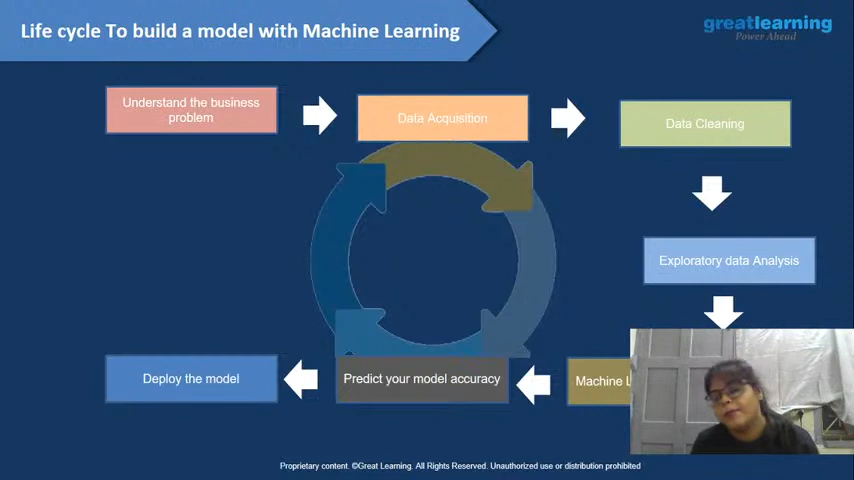 Life cycle To build a model with Machine Learning
greatlearning
Power Ahead
Understand the business
problem
Data Acquisition
Data Cleaning
Exploratory data Analysis
Machine L
Predict your model accuracy
Deploy the model
Proprietary content. ©Great Learning. All Rights Reserved. Unauthorized use or distribution prohibited